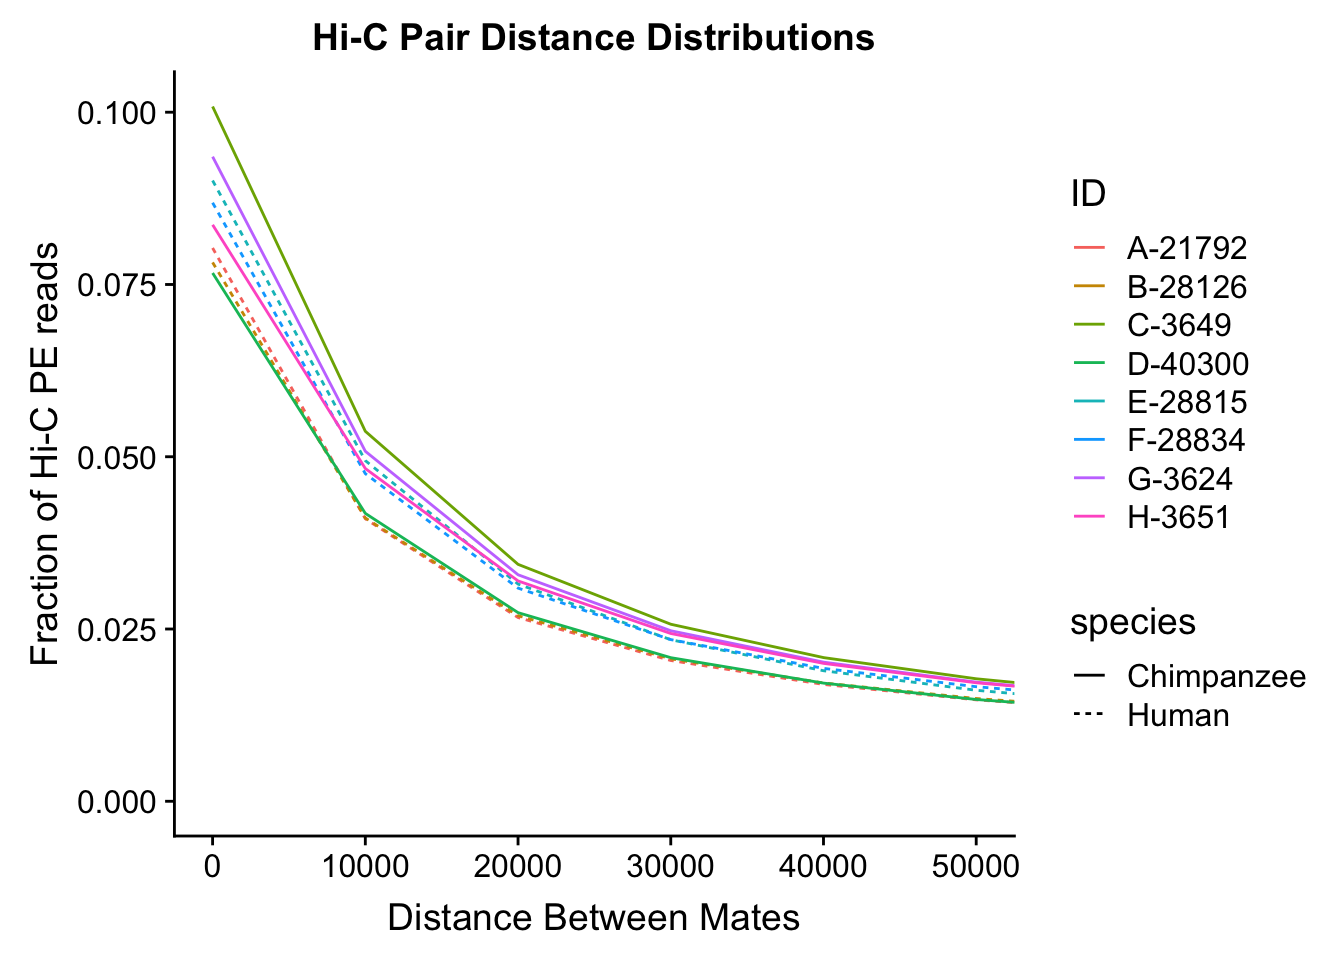 Hi-C Pair Distance Distributions
Fraction of Hi-C PE reads
0.100
0.075
0.050
0.025
0.000
0 10000 20000 30000 40000 50000
Distance Between Mates
ID
A-21792
B-28126
C-3649
D-40300
E-28815
F-28834
G-3624
H-3651
species
Chimpanzee
Human